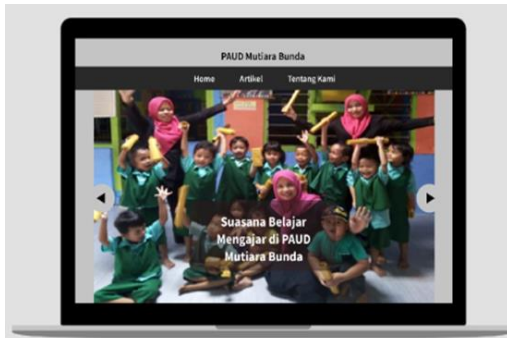 PAUD Mutiara Bunda
Home Artikel Tentang Kami
Suasana Belajar
Mengajar di PAUD
Mutiara Bunda